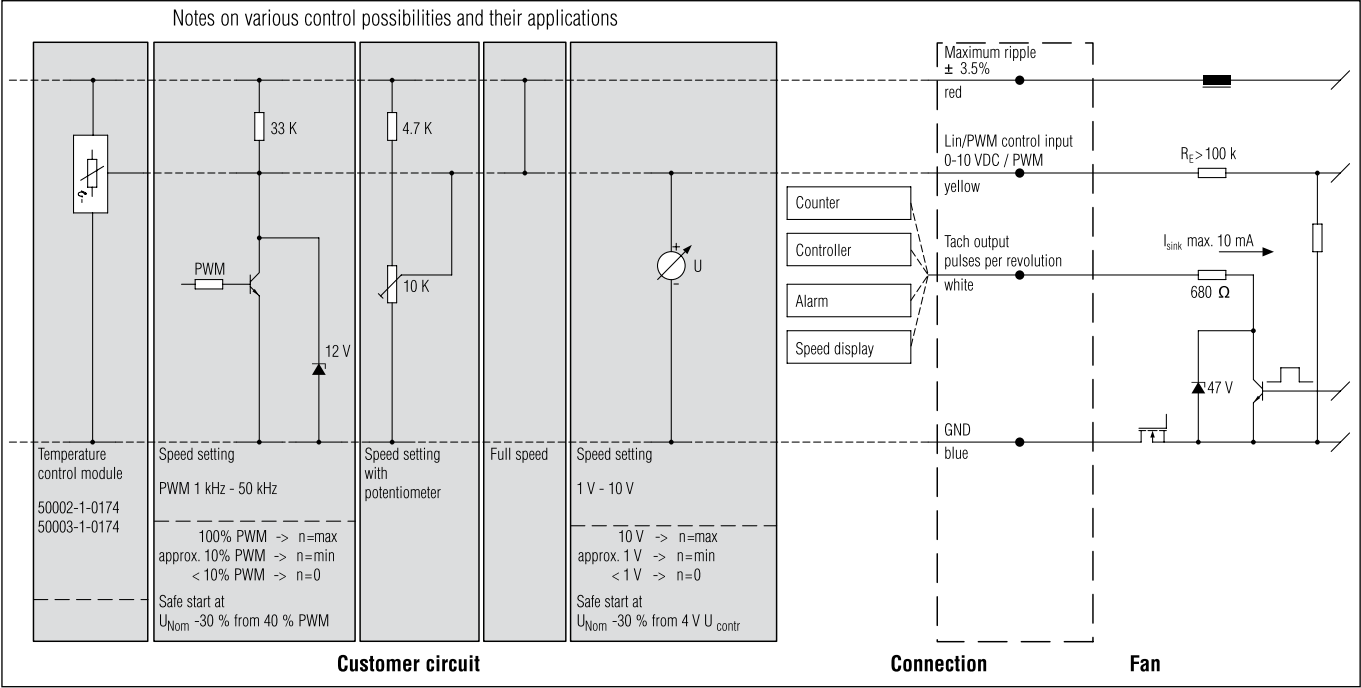 Notes on various control possibilities and their applications
33 K
PWM
12 V
4.7 K
10 K
+
U
-
Counter
Controller
Alarm
Speed display
Maximum ripple
± 3.5%
red
Lin/PWM control input
0-10 VDC / PWM
yellow
Tach output
pulses per revolution
white
GND
blue
RE>100 k
Isink max. 10 mA
680 Ω
47 V
Temperature
control module
50002-1-0174
50003-1-0174
Speed setting
PWM 1 kHz - 50 kHz
100% PWM -> n=max
approx. 10% PWM -> n=min
< 10% PWM -> n=0
Safe start at
UNom -30 % from 40 % PWM
Speed setting
with
potentiometer
Full speed
Speed setting
1 V - 10 V
10 V -> n=max
approx. 1 V -> n=min
< 1 V -> n=0
Safe start at
UNom -30 % from 4 V U contr
Customer circuit
Connection
Fan